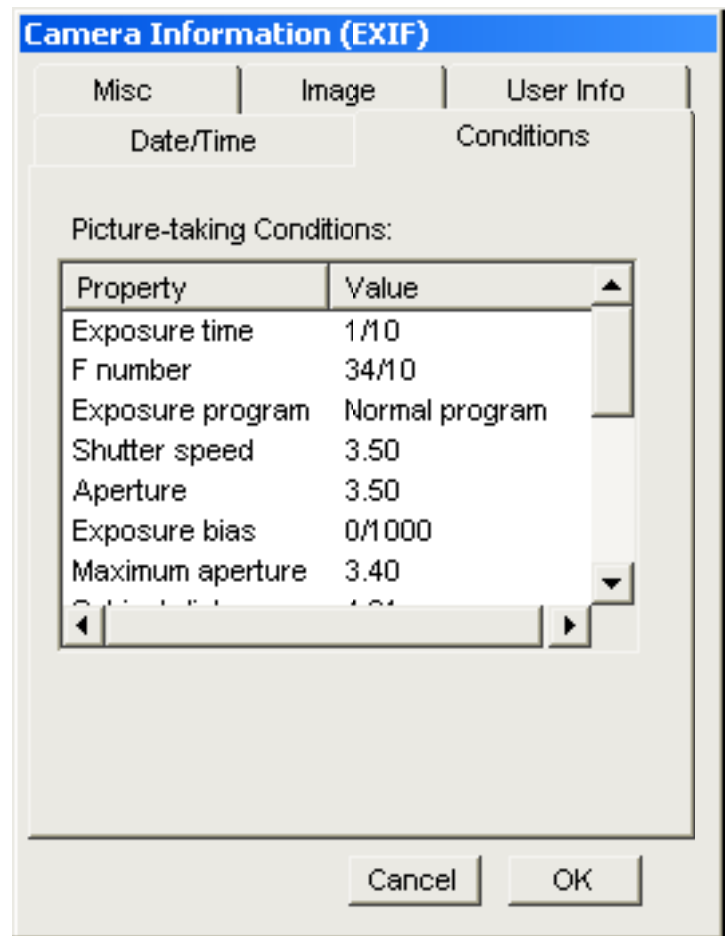 Camera Information (EXIF)
Misc Image User Info
Date/Time Conditions
Picture-taking Conditions:
Property Value
Exposure time 1/10
F number 34/10
Exposure program Normal program
Shutter speed 3.50
Aperture 3.50
Exposure bias 0/1000
Maximum aperture 3.40
Cancel OK